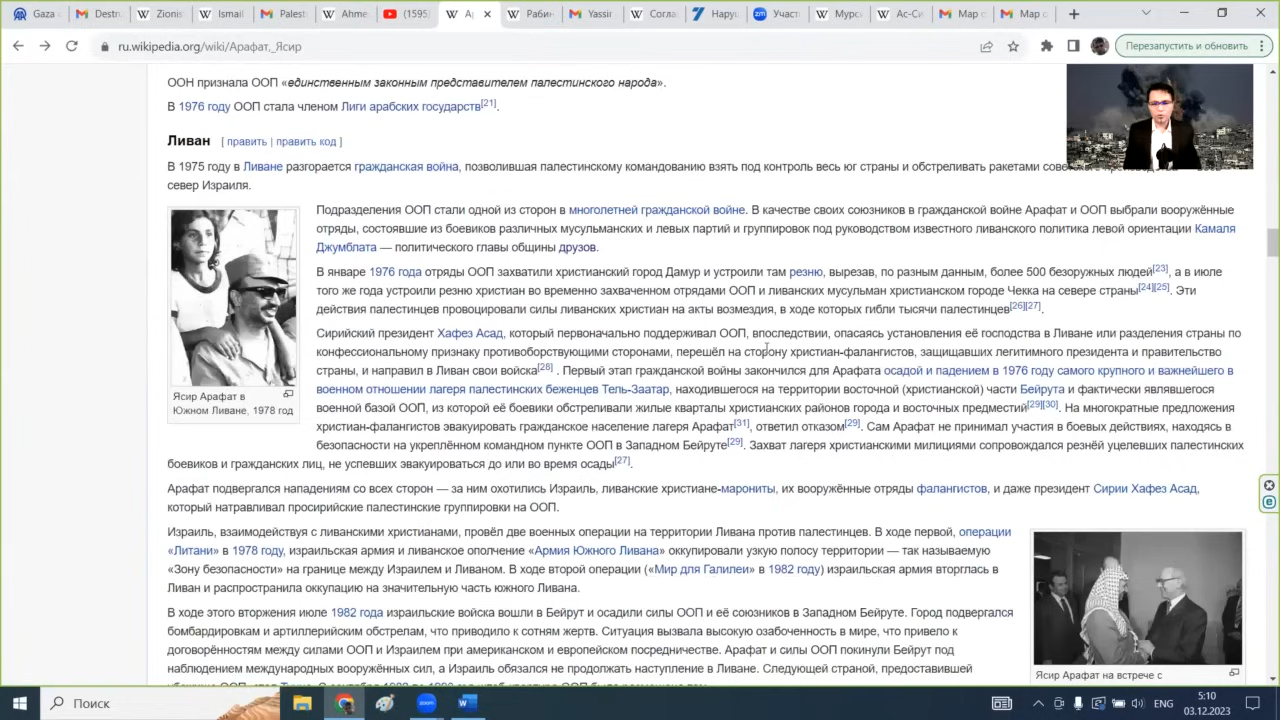 Gaza
Destru
Zionis
Ismail
Palest
Ahme
(1595)
Ар
Рабин
Yassir
Согла
Наруш
Участ
Мурси
Ас-Си
Мар о
Мар о
ru.wikipedia.org/wiki/Арафат,_Ясир
Перезапустить и обновить
ООН признала ООП «единственным законным представителем палестинского народа».
В 1976 году ООП стала членом Лиги арабских государств[21].
Ливан [ править | править код ]
В 1975 году в Ливане разгорается гражданская война, позволившая палестинскому командованию взять под контроль весь юг страны и обстреливать ракетами
север Израиля.
Подразделения ООП стали одной из сторон в многолетней гражданской войне. В качестве своих союзников в гражданской войне Арафат и ООП выбрали вооружённые
отряды, состоявшие из боевиков различных мусульманских и левых партий и группировок под руководством известного ливанского политика левой ориентации Камаля
Джумблата — политического главы общины друзов.
В январе 1976 года отряды ООП захватили христианский город Дамур и устроили там резню, вырезав, по разным данным, более 500 безоружных людей[23], а в июле
того же года устроили резню христиан во временно захваченном отрядами ООП и ливанских мусульман христианском городе Чекка на севере страны[24][25]. Эти
действия палестинцев провоцировали силы ливанских христиан на акты возмездия, в ходе которых гибли тысячи палестинцев[26][27].
Сирийский президент Хафез Асад, который первоначально поддерживал ООП, впоследствии, опасаясь установления её господства в Ливане или разделения страны по
конфессиональному признаку противоборствующими сторонами, перешёл на сторону христиан-фалангистов, защищавших легитимного президента и правительство
страны, и направил в Ливан свои войска[28] . Первый этап гражданской войны закончился для Арафата осадой и падением в 1976 году самого крупного и важнейшего в
военном отношении лагеря палестинских беженцев Тель-Заатар, находившегося на территории восточной (христианской) части Бейрута и фактически являвшегося
военной базой ООП, из которой её боевики обстреливали жилые кварталы христианских районов города и восточных предместий[29][30]. На многократные предложения
христиан-фалангистов эвакуировать гражданское население лагеря Арафат[31], ответил отказом[29]. Сам Арафат не принимал участия в боевых действиях, находясь в
безопасности на укреплённом командном пункте ООП в Западном Бейруте[29]. Захват лагеря христианскими милициями сопровождался резнёй уцелевших палестинских
боевиков и гражданских лиц, не успевших эвакуироваться до или во время осады[27].
Ясир Арафат в
Южном Ливане, 1978 год
Арафат подвергался нападениям со всех сторон — за ним охотились Израиль, ливанские христиане-марониты, их вооружённые отряды фалангистов, и даже президент Сирии Хафез Асад,
который натравливал просирийские палестинские группировки на ООП.
Израиль, взаимодействуя с ливанскими христианами, провёл две военных операции на территории Ливана против палестинцев. В ходе первой, операции
«Литани» в 1978 году, израильская армия и ливанское ополчение «Армия Южного Ливана» оккупировали узкую полосу территории — так называемую
«Зону безопасности» на границе между Израилем и Ливаном. В ходе второй операции («Мир для Галилеи» в 1982 году) израильская армия вторглась в
Ливан и распространила оккупацию на значительную часть южного Ливана.
В ходе этого вторжения июле 1982 года израильские войска вошли в Бейрут и осадили силы ООП и её союзников в Западном Бейруте. Город подвергался
бомбардировкам и артиллерийским обстрелам, что приводило к сотням жертв. Ситуация вызвала высокую озабоченность в мире, что привело к
договорённостям между силами ООП и Израилем при американском и европейском посредничестве. Арафат и силы ООП покинули Бейрут под
наблюдением международных вооружённых сил, а Израиль обязался не продолжать наступление в Ливане. Следующей страной, предоставившей
Ясир Арафат на встрече с
Поиск
ENG
5:10
03.12.2023